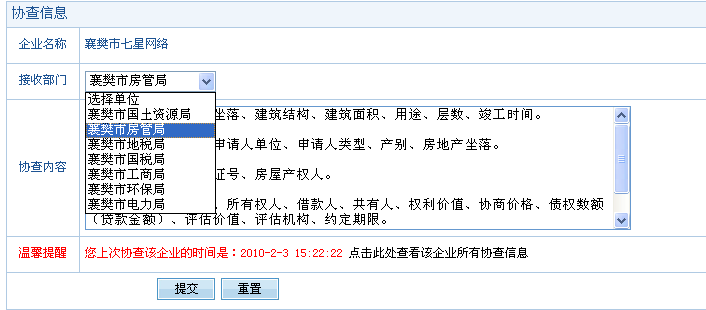 协查信息
企业名称 襄樊市七星网络
接收部门 襄樊市房管局
选择单位
襄樊市国土资源局
襄樊市房管局
襄樊市地税局
襄樊市国税局
襄樊市工商局
襄樊市环保局
襄樊市电力局
协查内容
坐落、建筑结构、建筑面积、用途、层数、竣工时间。
申请人单位、申请人类型、产别、房地产坐落。
证号、房屋产权人。
、所有权人、借款人、共有人、权利价值、协商价格、债权数额
（贷款金额）、评估价值、评估机构、约定期限。
温馨提醒 您上次协查该企业的时间是：2010-2-3 15:22:22 点击此处查看该企业所有协查信息
提交 重置